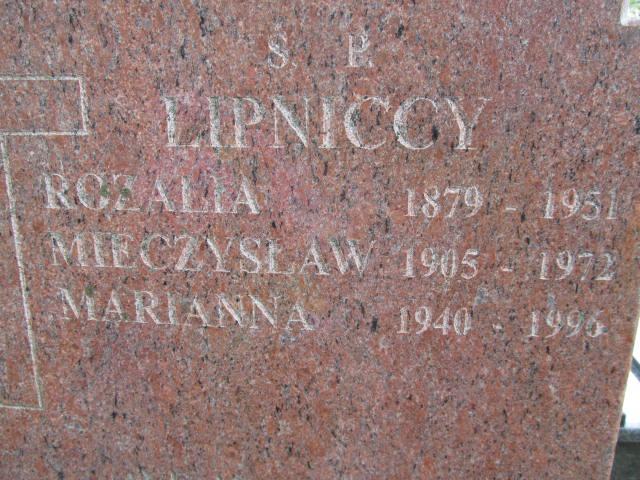 Ś. P.
LIPNICCY
ROZALIA 1879 - 1951
MIECZYSŁAW 1905 - 1972
MARIANNA 1940 - 1996